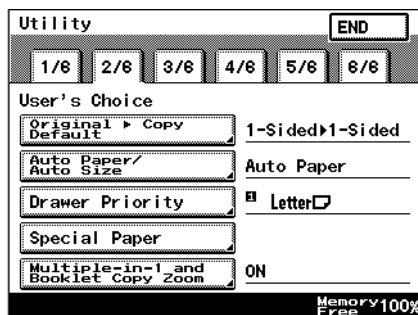 Utility
END
1/6 2/6 3/6 4/6 5/6 6/6
User's Choice
Original ▶ Copy
Default
1-Sided▶1-Sided
Auto Paper/
Auto Size
Auto Paper
Drawer Priority
1 Letter
Special Paper
Multiple-in-1 and
Booklet Copy Zoom
ON
Memory
Free 100%